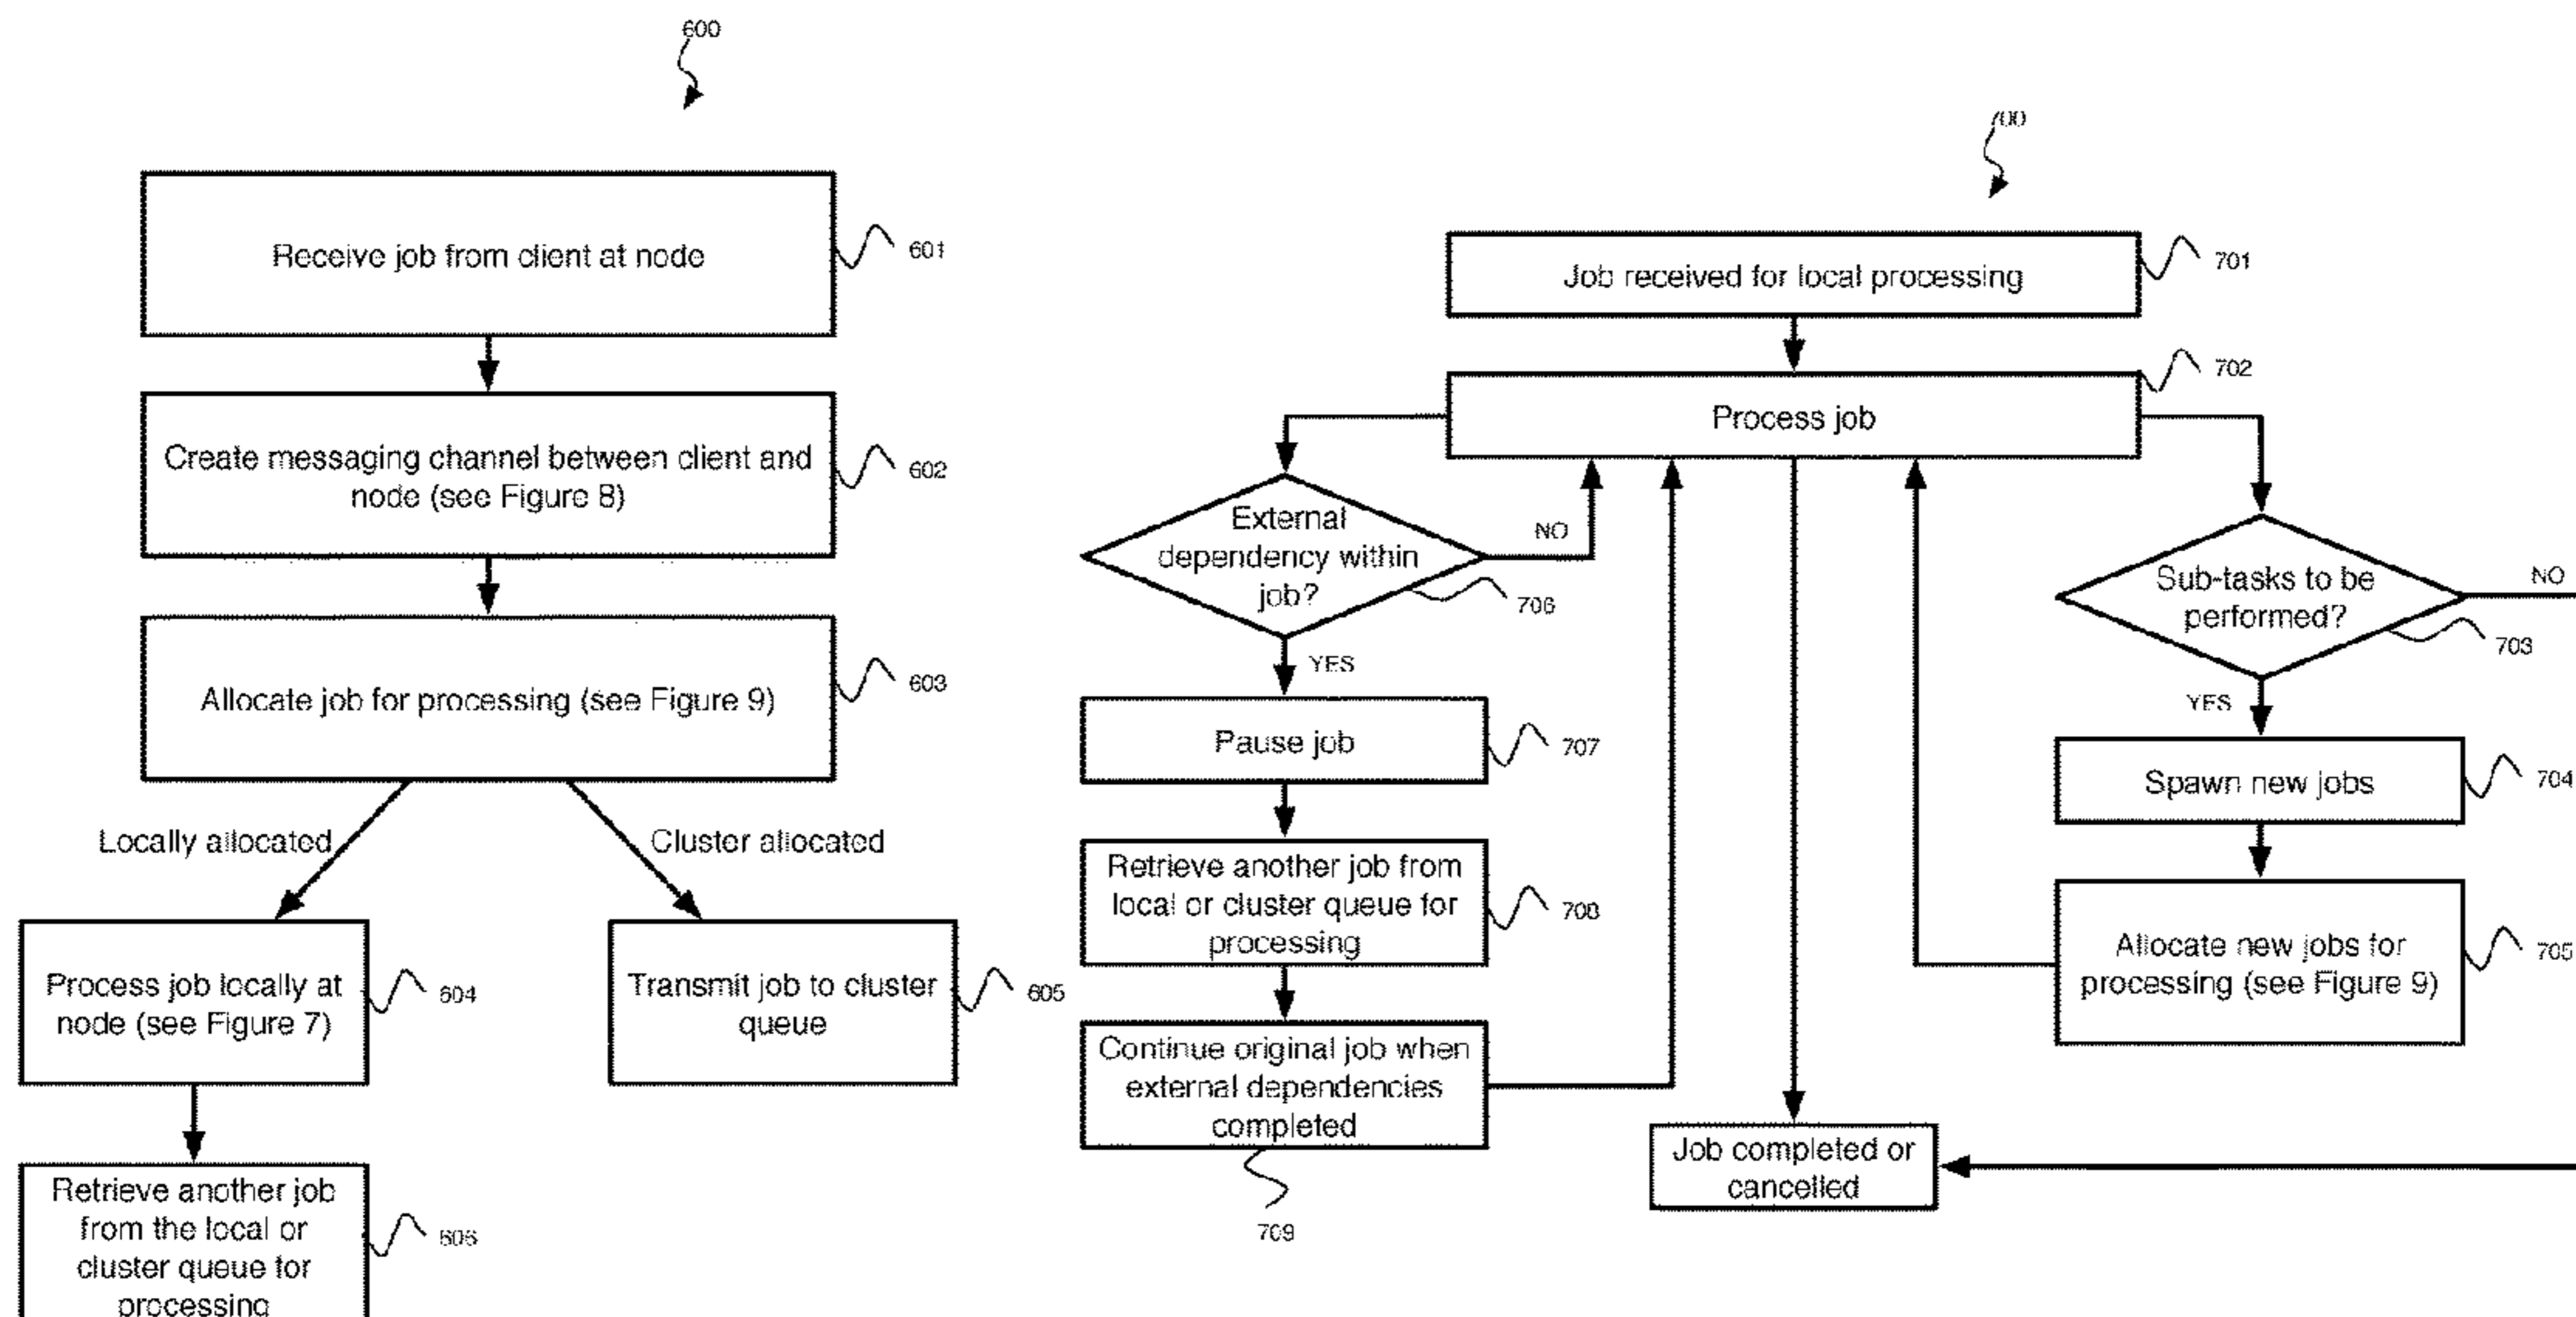 600
Receive job from client at node
601
Create messaging channel between client and
node (see Figure 8)
602
Allocate job for processing (see Figure 9)
603
Locally allocated
Cluster allocated
Process job locally at
node (see Figure 7)
604
Transmit job to cluster
queue
605
Retrieve another job
from the local or
cluster queue for
processing
606
700
Job received for local processing
701
Process job
702
External
dependency within
job?
NO
706
YES
Pause job
707
Retrieve another job from
local or cluster queue for
processing
708
Continue original job when
external dependencies
completed
709
Sub-tasks to be
performed?
NO
703
YES
Spawn new jobs
704
Allocate new jobs for
processing (see Figure 9)
705
Job completed or
cancelled